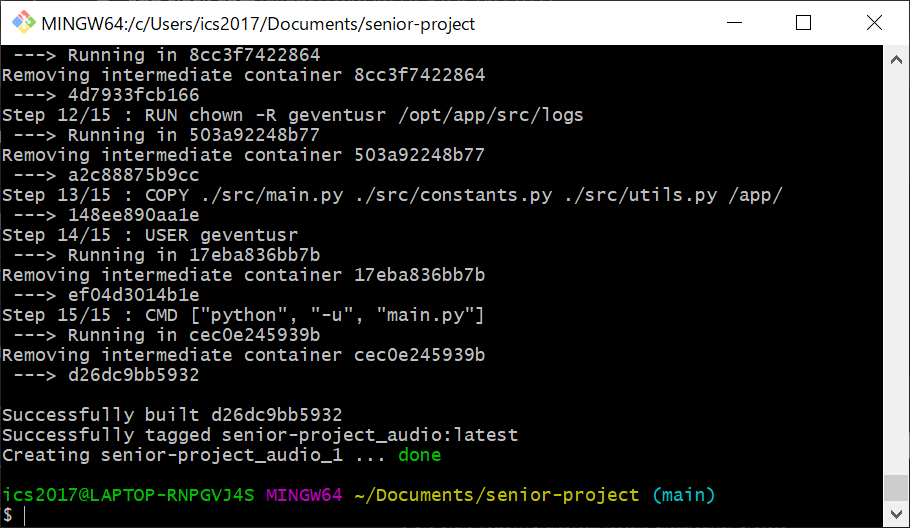 MINGW64:/c/Users/ics2017/Documents/senior-project
---> Running in 8cc3f7422864
Removing intermediate container 8cc3f7422864
---> 4d7933fcb166
Step 12/15 : RUN chown -R geventusr /opt/app/src/logs
---> Running in 503a92248b77
Removing intermediate container 503a92248b77
---> a2c88875b9cc
Step 13/15 : COPY ./src/main.py ./src/constants.py ./src/utils.py /app/
---> 148ee890aa1e
Step 14/15 : USER geventusr
---> Running in 17eba836bb7b
Removing intermediate container 17eba836bb7b
---> ef04d3014b1e
Step 15/15 : CMD ["python", "-u", "main.py"]
---> Running in cec0e245939b
Removing intermediate container cec0e245939b
---> d26dc9bb5932
Successfully built d26dc9bb5932
Successfully tagged senior-project_audio:latest
Creating senior-project_audio_1 ... done
ics2017@LAPTOP-RNPGVJ4S MINGW64 ~/Documents/senior-project (main)
$